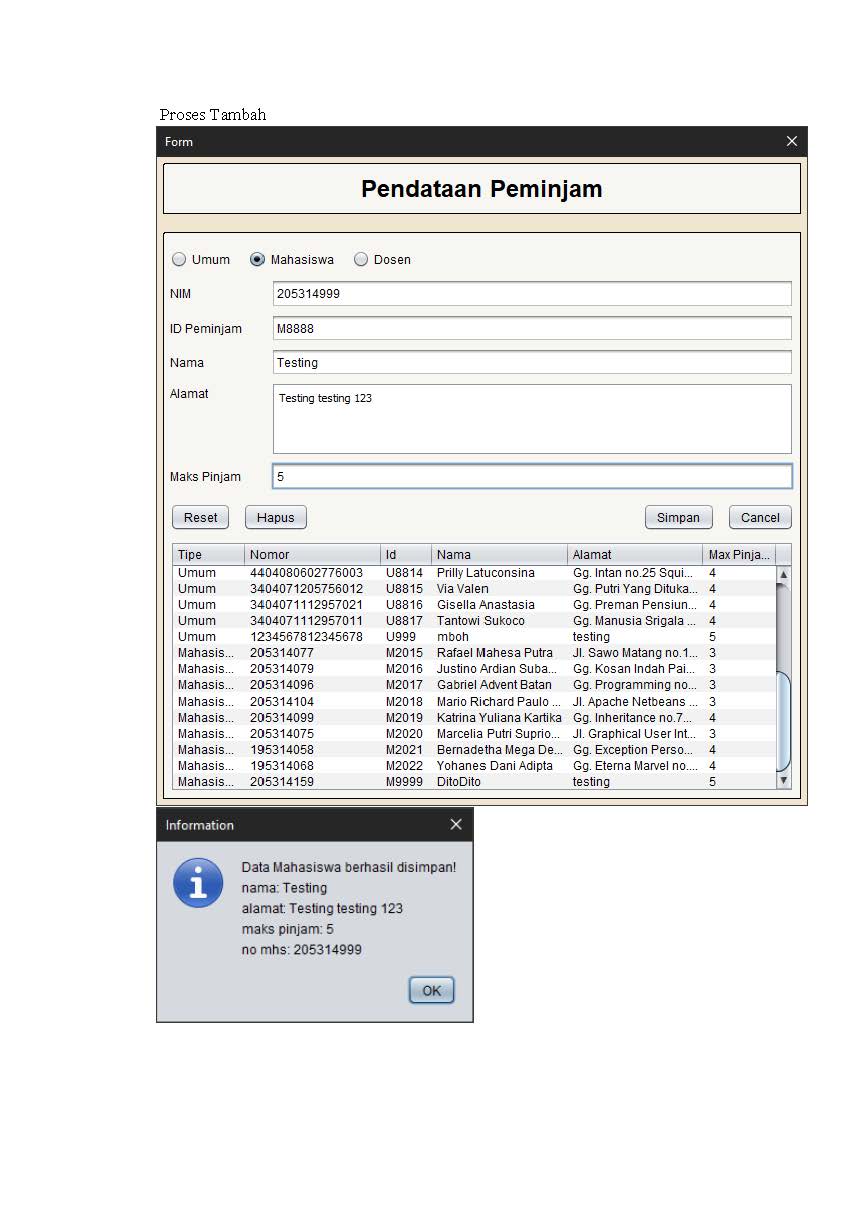 Proses Tambah
Form
Pendataan Peminjam
Umum Mahasiswa Dosen
NIM 205314999
ID Peminjam M8888
Nama Testing
Alamat Testing testing 123
Maks Pinjam 5
Reset Hapus Simpan Cancel
Tipe Nomor Id Nama Alamat Max Pinja...
Umum 4404080602776003 U8814 Prilly Latuconsina Gg. Intan no.25 Squi... 4
Umum 3404071205756012 U8815 Via Valen Gg. Putri Yang Dituka... 4
Umum 3404071112957021 U8816 Gisella Anastasia Gg. Preman Pensiun... 4
Umum 3404071112957011 U8817 Tantowi Sukoco Gg. Manusia Srigala ... 4
Umum 1234567812345678 U999 mboh testing 5
Mahasis... 205314077 M2015 Rafael Mahesa Putra Jl. Sawo Matang no.1... 3
Mahasis... 205314079 M2016 Justino Ardian Suba... Gg. Kosan Indah Pai... 3
Mahasis... 205314096 M2017 Gabriel Advent Batan Gg. Programming no... 3
Mahasis... 205314104 M2018 Mario Richard Paulo ... Jl. Apache Netbeans ... 3
Mahasis... 205314099 M2019 Katrina Yuliana Kartika Gg. Inheritance no.7... 4
Mahasis... 205314075 M2020 Marcelia Putri Suprio... Jl. Graphical User Int... 3
Mahasis... 195314058 M2021 Bernadetha Mega De... Gg. Exception Perso... 4
Mahasis... 195314068 M2022 Yohanes Dani Adipta Gg. Eterna Marvel no.... 4
Mahasis... 205314159 M9999 DitoDito testing 5
Information
Data Mahasiswa berhasil disimpan!
nama: Testing
alamat: Testing testing 123
maks pinjam: 5
no mhs: 205314999
OK